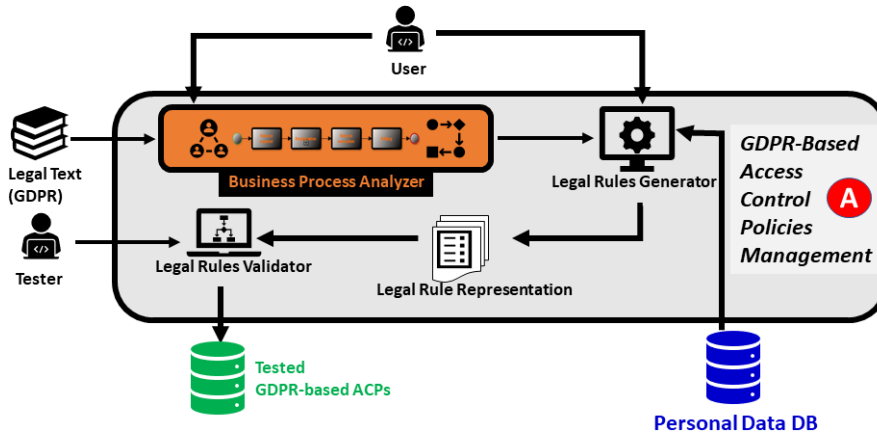 User
Legal Text
(GDPR)
Business Process Analyzer
Legal Rules Generator
GDPR-Based
Access
Control
Policies
Management
A
Tester
Legal Rules Validator
Legal Rule Representation
Tested
GDPR-based ACPs
Personal Data DB